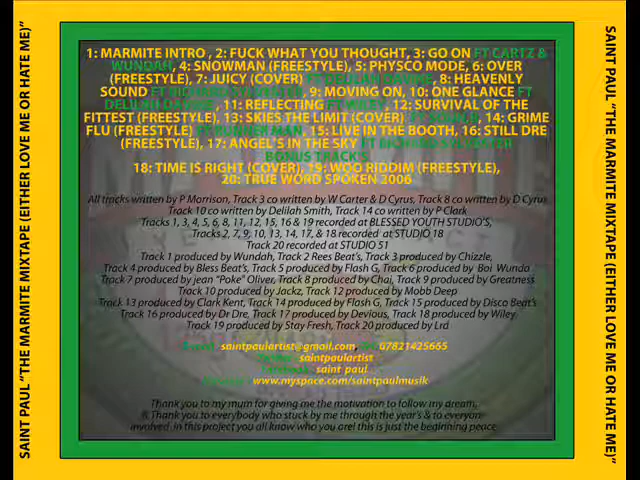 SAINT PAUL "THE MARMITE MIXTAPE (EITHER LOVE ME OR HATE ME)"
1: MARMITE INTRO , 2: FUCK WHAT YOU THOUGHT, 3: GO ON FT CARTZ &
WUNDAH, 4: SNOWMAN (FREESTYLE), 5: PHYSCO MODE, 6: OVER
(FREESTYLE), 7: JUICY (COVER) FT DELILAH DAVINE, 8: HEAVENLY
SOUND FT RICHARD SYLVESTER, 9: MOVING ON, 10: ONE GLANCE FT
DELILAH DAVINE , 11: REFLECTING FT WILEY, 12: SURVIVAL OF THE
FITTEST (FREESTYLE), 13: SKIES THE LIMIT (COVER) FT, 14: GRIME
FLU (FREESTYLE) FT RUNNER MAN, 15: LIVE IN THE BOOTH, 16: STILL DRE
(FREESTYLE), 17: ANGEL'S IN THE SKY FT RICHARD SYLVESTER
BONUS TRACK'S
18: TIME IS RIGHT (COVER), 19: WOO RIDDIM (FREESTYLE),
20: TRUE WORD SPOKEN 2006
All tracks written by P Morrison, Track 3 co written by W Carter & D Cyrus, Track 8 co written by D Cyrus
Track 10 co written by Delilah Smith, Track 14 co written by P Clark
Tracks 1, 3, 4, 5, 6, 8, 11, 12, 15, 16 & 19 recorded at BLESSED YOUTH STUDIO'S,
Tracks 2, 7, 9, 10, 13, 14, 17, & 18 recorded at STUDIO 18
Track 20 recorded at STUDIO 51
Track 1 produced by Wundah, Track 2 Rees Beat's, Track 3 produced by Chizzle,
Track 4 produced by Bless Beat's, Track 5 produced by Flash G, Track 6 produced by Boi Wunda
Track 7 produced by jean "Poke" Oliver, Track 8 produced by Chai, Track 9 produced by Greatness
Track 10 produced by Jackz, Track 12 produced by Mobb Deep
Track 13 produced by Clark Kent, Track 14 produced by Flash G, Track 15 produced by Disco Beat's
Track 16 produced by Dr Dre, Track 17 produced by Devious, Track 18 produced by Wiley
Track 19 produced by Stay Fresh, Track 20 produced by Lrd
E-mail : saintpaulartist@gmail.com, Tel: 07821425665
Twitter : saintpaulartist
Facebook : saint paul
Myspace : www.myspace.com/saintpaulmusik
Thank you to my mum for giving me the motivation to follow my dream,
& Thank you to everybody who stuck by me through the year's & to everyone
involved in this project you all know who you are! this is just the beginning peace
SAINT PAUL "THE MARMITE MIXTAPE (EITHER LOVE ME OR HATE ME)"